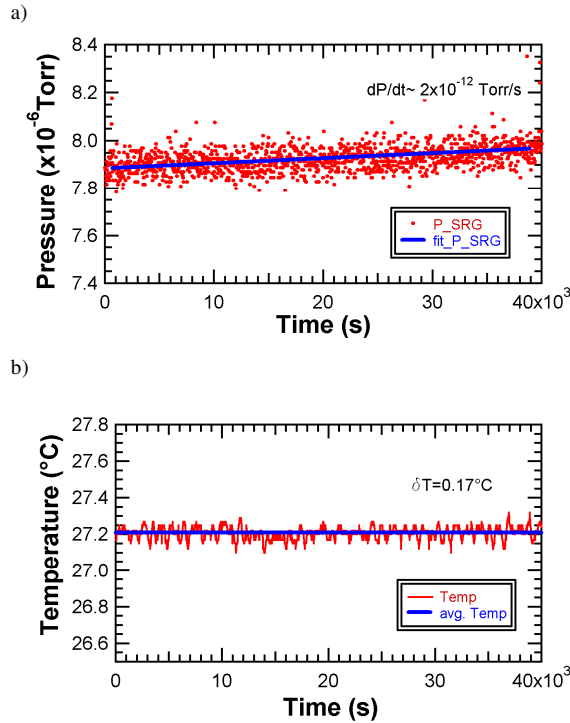 a)
8.4
8.2
8.0
7.8
7.6
7.4
Pressure (x10⁻⁶Torr)
dP/dt~ 2x10⁻¹² Torr/s
P_SRG
fit_P_SRG
0 10 20 30 40x10³
Time (s)
b)
27.8
27.6
27.4
27.2
27.0
26.8
26.6
Temperature (°C)
δT=0.17°C
Temp
avg. Temp
0 10 20 30 40x10³
Time (s)